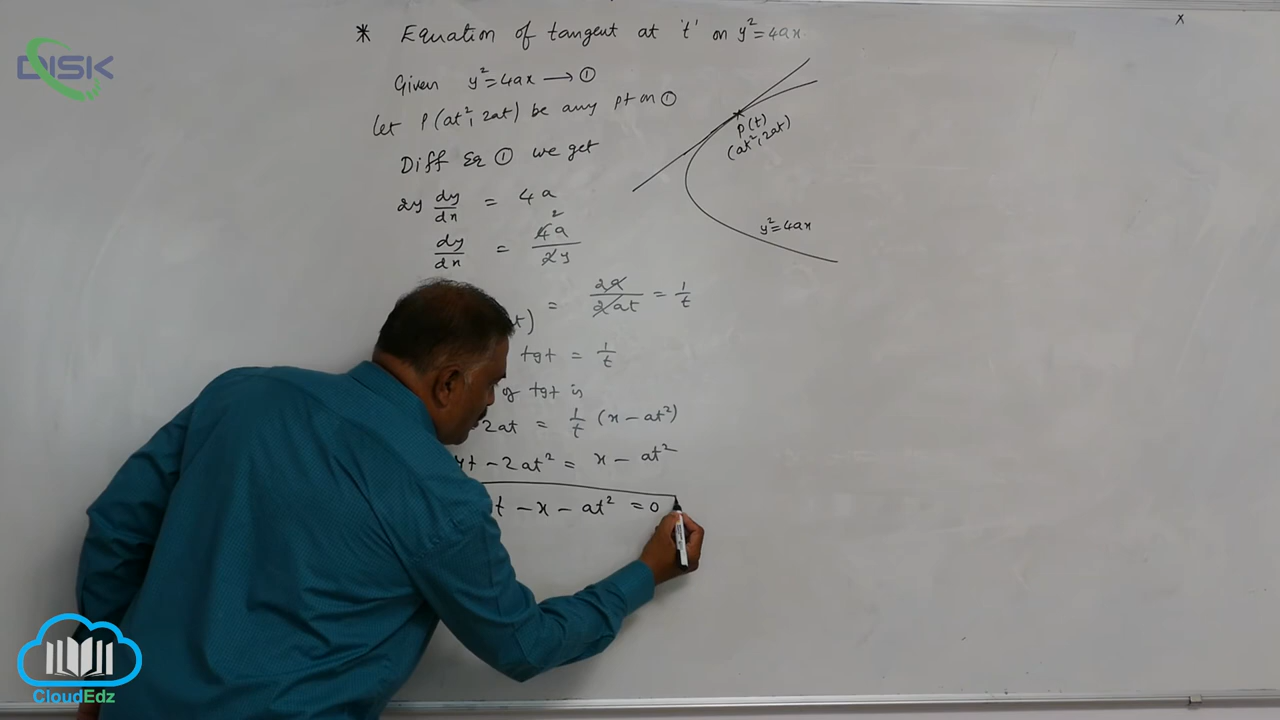 * Equation of tangent at 't' on y²=4ax.
x
DISK
Given y²=4ax → ①
Let P(at², 2at) be any pt on ①
Diff Eq ① we get
2y dy/dx = 4a
dy/dx = 4a/2y
2
t) = 2a/2at = 1/t
tgt = 1/t
of tgt is
2at = 1/t (x - at²)
yt - 2at² = x - at²
t - x - at² = 0
P(t)
(at², 2at)
y²=4ax
CloudEdz